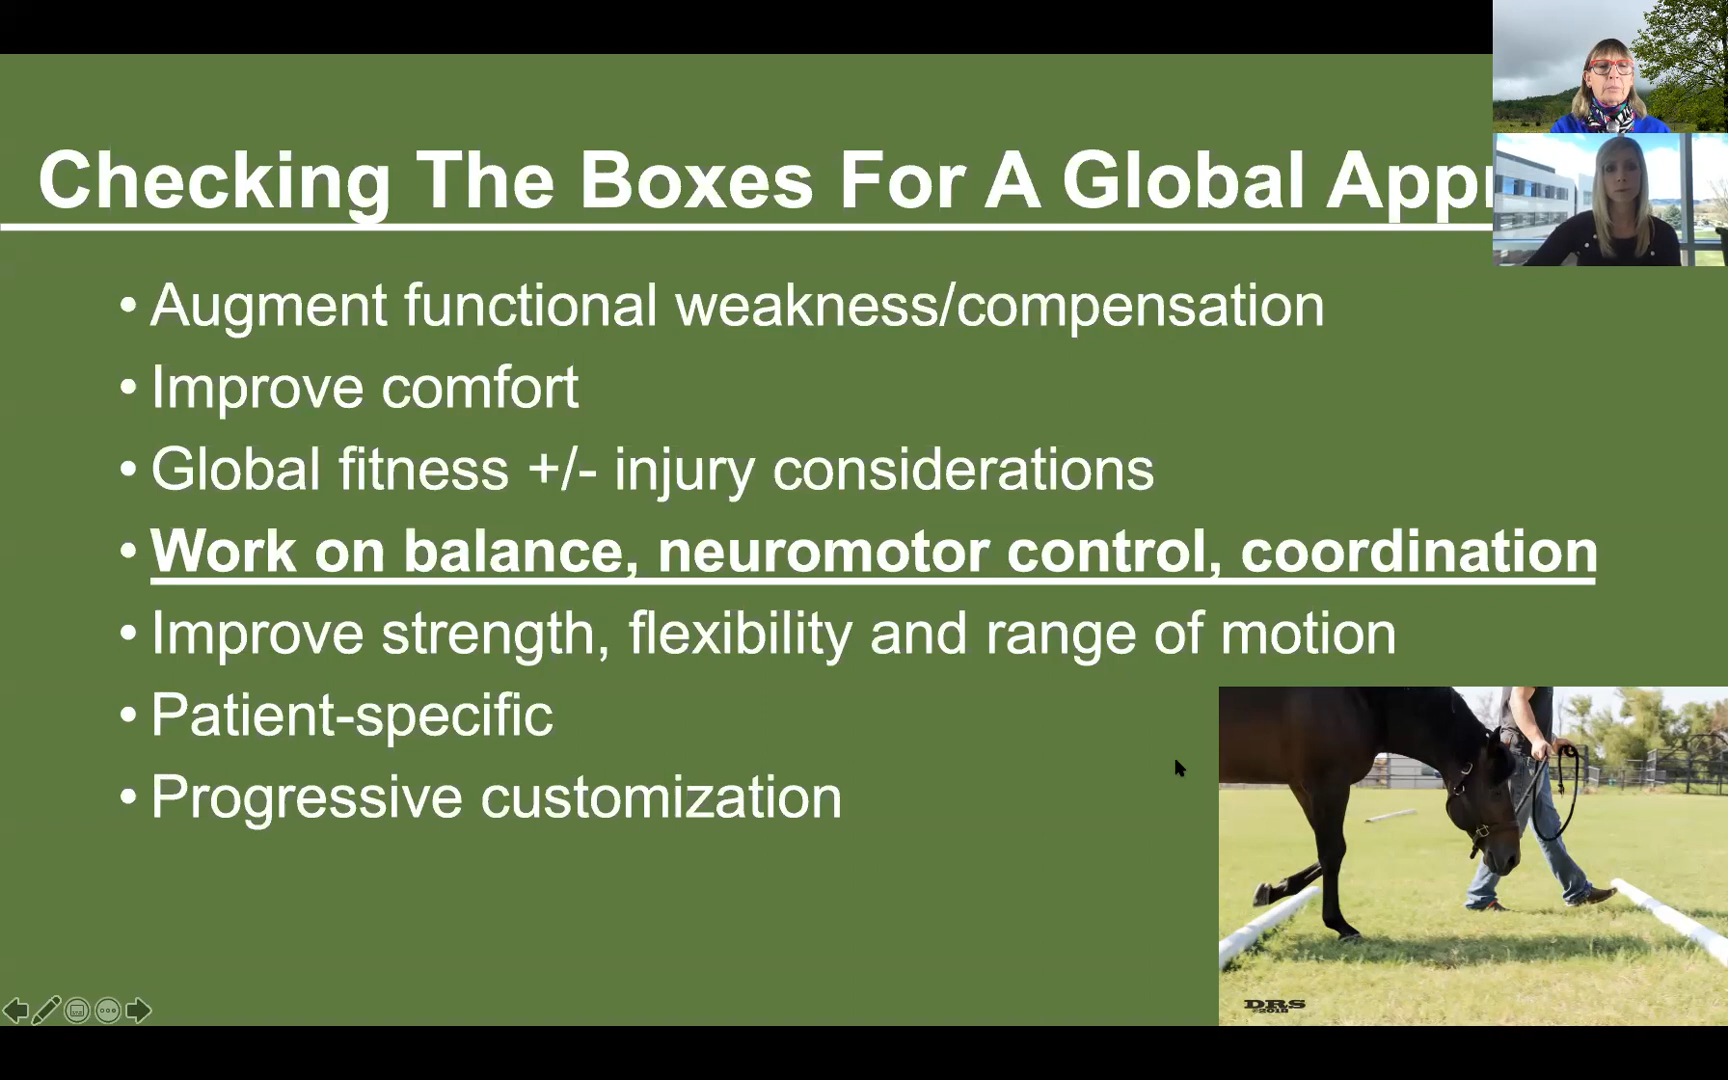 Checking The Boxes For A Global Appr
• Augment functional weakness/compensation
• Improve comfort
• Global fitness +/- injury considerations
• Work on balance, neuromotor control, coordination
• Improve strength, flexibility and range of motion
• Patient-specific
• Progressive customization
DRS
©2018